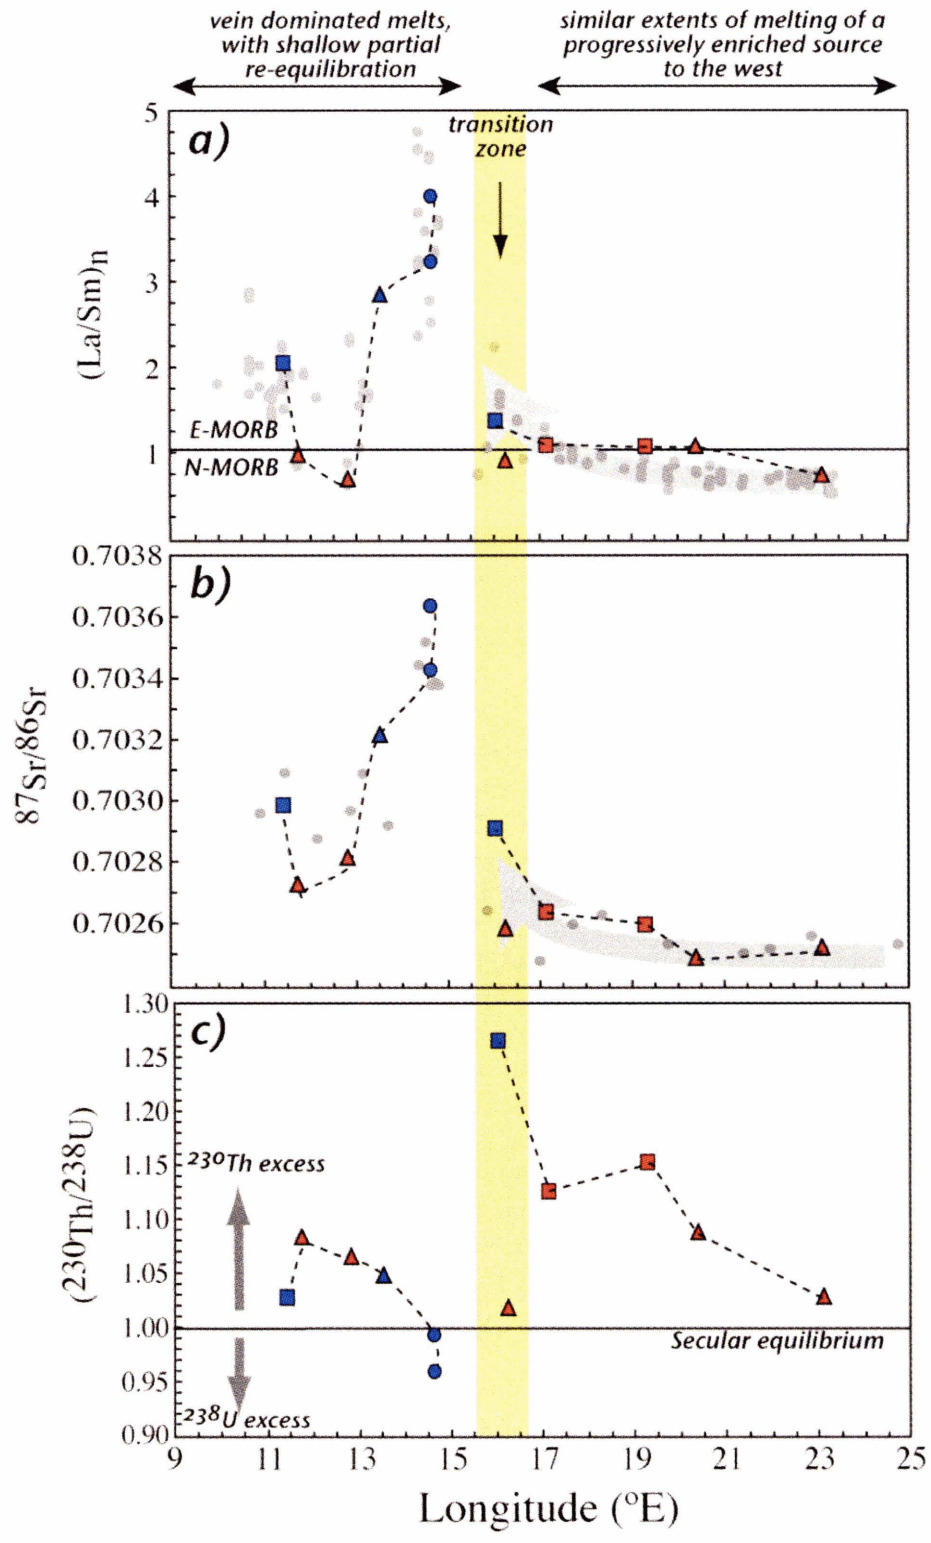 vein dominated melts,
with shallow partial
re-equilibration
similar extents of melting of a
progressively enriched source
to the west
a)
transition
zone
5
4
3
2
1
(La/Sm)n
E-MORB
N-MORB
b)
0.7038
0.7036
0.7034
0.7032
0.7030
0.7028
0.7026
87Sr/86Sr
c)
1.30
1.25
1.20
1.15
1.10
1.05
1.00
0.95
0.90
(230Th/238U)
230Th excess
Secular equilibrium
238U excess
9 11 13 15 17 19 21 23 25
Longitude (°E)